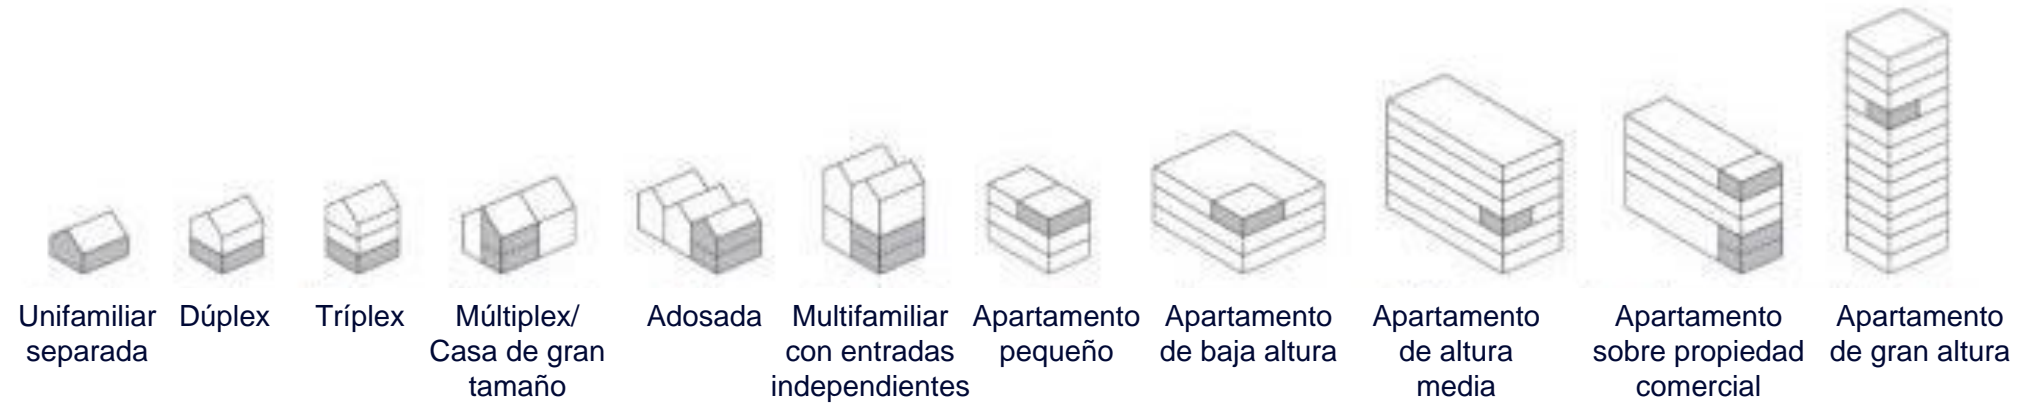 Unifamiliar
separada
Dúplex
Tríplex
Múltiplex/
Casa de gran
tamaño
Adosada
Multifamiliar
con entradas
independientes
Apartamento
pequeño
Apartamento
de baja altura
Apartamento
de altura
media
Apartamento
sobre propiedad
comercial
Apartamento
de gran altura